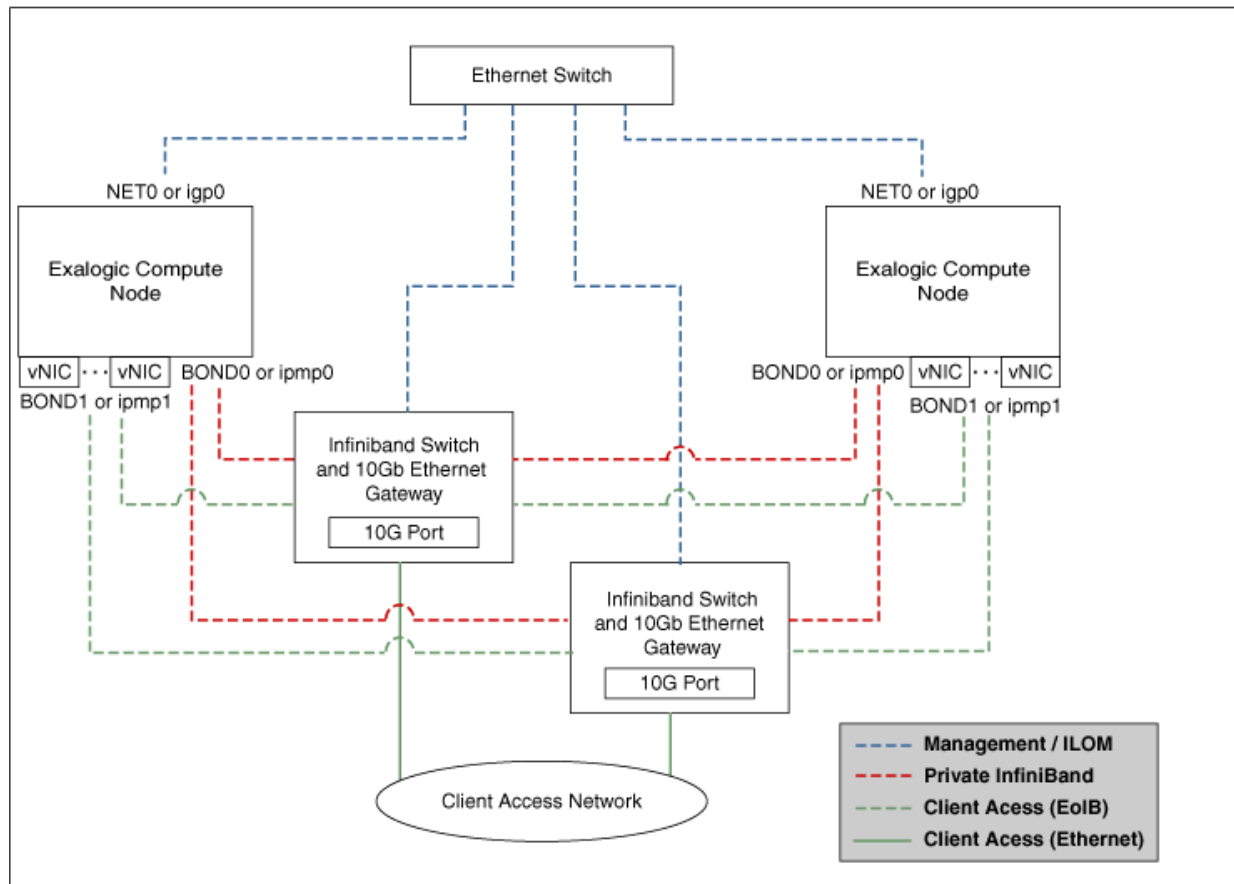 Ethernet Switch
NET0 or igp0
NET0 or igp0
Exalogic Compute
Node
Exalogic Compute
Node
vNIC
···
vNIC
BOND0 or ipmp0
BOND1 or ipmp1
BOND0 or ipmp0
vNIC
···
vNIC
BOND1 or ipmp1
Infiniband Switch
and 10Gb Ethernet
Gateway
10G Port
Infiniband Switch
and 10Gb Ethernet
Gateway
10G Port
Client Access Network
Management / ILOM
Private InfiniBand
Client Acess (EoIB)
Client Acess (Ethernet)